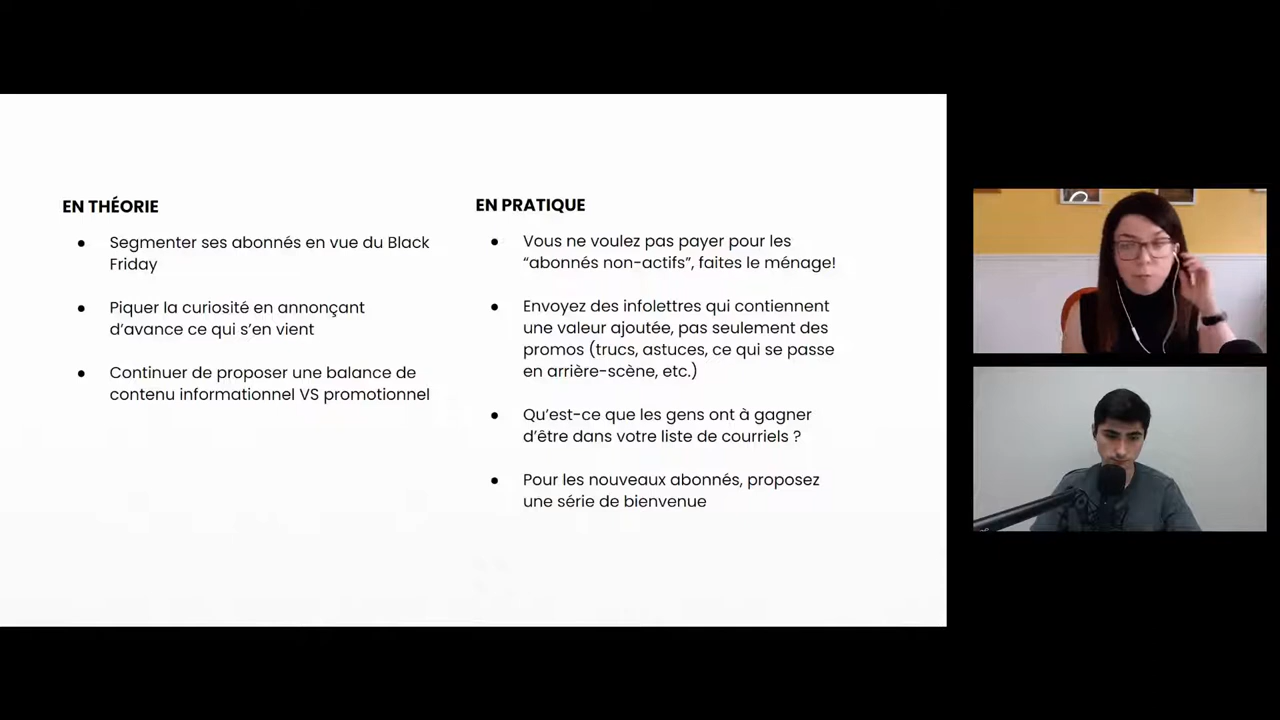 EN THÉORIE
● Segmenter ses abonnés en vue du Black
Friday
● Piquer la curiosité en annonçant
d’avance ce qui s’en vient
● Continuer de proposer une balance de
contenu informationnel VS promotionnel
EN PRATIQUE
● Vous ne voulez pas payer pour les
“abonnés non-actifs”, faites le ménage!
● Envoyez des infolettres qui contiennent
une valeur ajoutée, pas seulement des
promos (trucs, astuces, ce qui se passe
en arrière-scène, etc.)
● Qu’est-ce que les gens ont à gagner
d’être dans votre liste de courriels ?
● Pour les nouveaux abonnés, proposez
une série de bienvenue